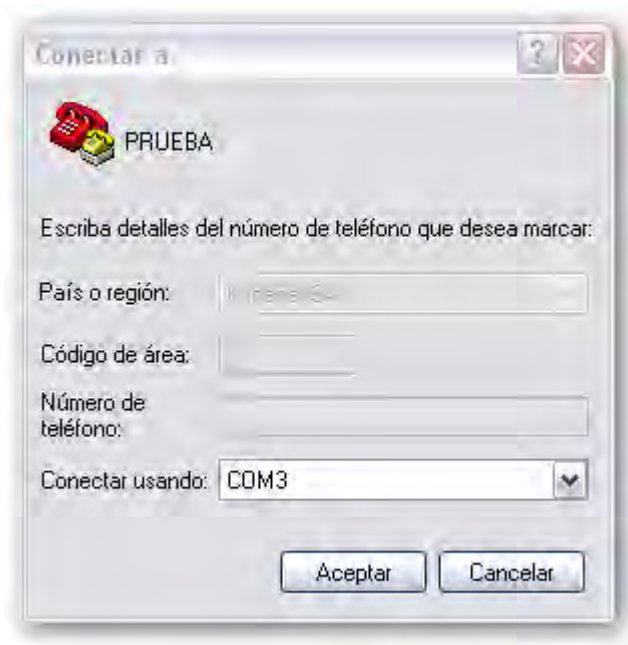 Conectar a
?
PRUEBA
Escriba detalles del número de teléfono que desea marcar:
País o región:
Código de área:
Número de
teléfono:
Conectar usando: COM3
Aceptar Cancelar